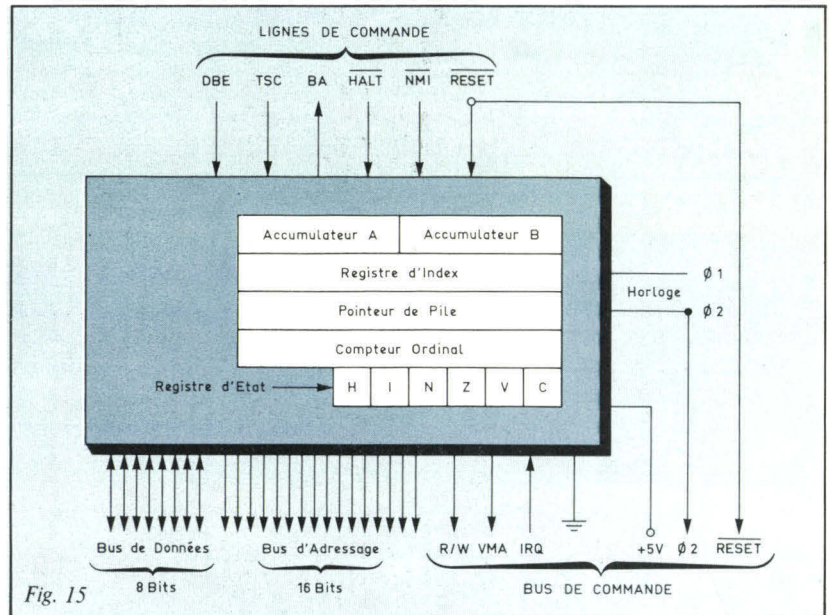 LIGNES DE COMMANDE
DBE TSC BA HALT NMI RESET
Accumulateur A Accumulateur B
Registre d'Index
Pointeur de Pile
Compteur Ordinal
Registre d'Etat H I N Z V C
Ø 1
Horloge
Ø 2
Bus de Données
8 Bits
Bus d'Adressage
16 Bits
R/W VMA IRQ +5V Ø 2 RESET
BUS DE COMMANDE
Fig. 15